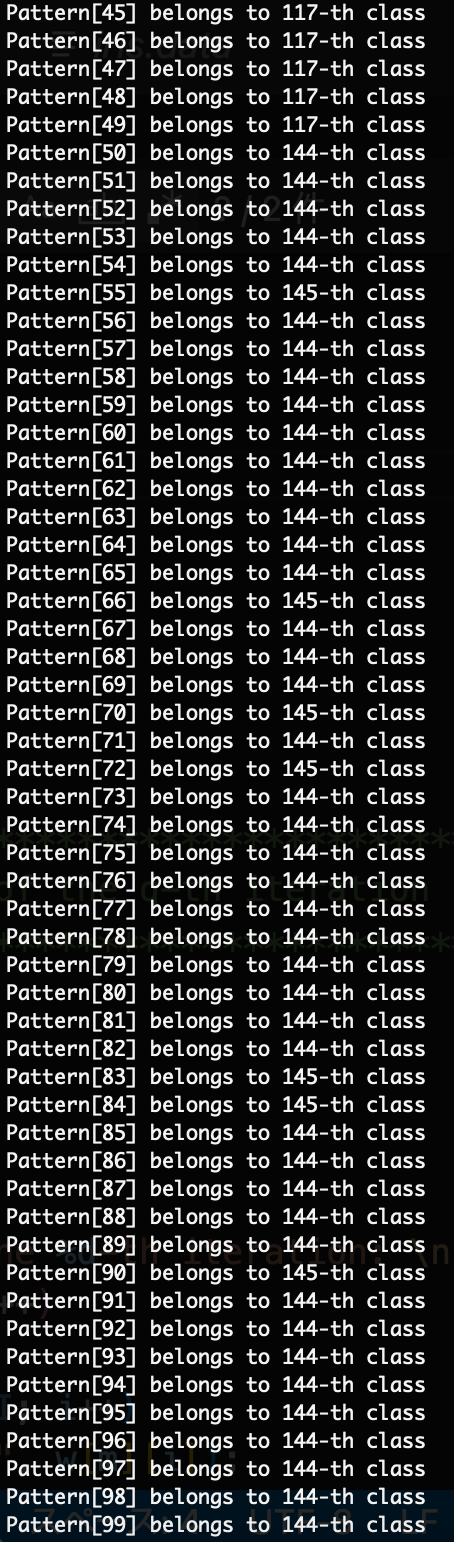 Pattern[45] belongs to 117-th class
Pattern[46] belongs to 117-th class
Pattern[47] belongs to 117-th class
Pattern[48] belongs to 117-th class
Pattern[49] belongs to 117-th class
Pattern[50] belongs to 144-th class
Pattern[51] belongs to 144-th class
Pattern[52] belongs to 144-th class
Pattern[53] belongs to 144-th class
Pattern[54] belongs to 144-th class
Pattern[55] belongs to 145-th class
Pattern[56] belongs to 144-th class
Pattern[57] belongs to 144-th class
Pattern[58] belongs to 144-th class
Pattern[59] belongs to 144-th class
Pattern[60] belongs to 144-th class
Pattern[61] belongs to 144-th class
Pattern[62] belongs to 144-th class
Pattern[63] belongs to 144-th class
Pattern[64] belongs to 144-th class
Pattern[65] belongs to 144-th class
Pattern[66] belongs to 145-th class
Pattern[67] belongs to 144-th class
Pattern[68] belongs to 144-th class
Pattern[69] belongs to 144-th class
Pattern[70] belongs to 145-th class
Pattern[71] belongs to 144-th class
Pattern[72] belongs to 145-th class
Pattern[73] belongs to 144-th class
Pattern[74] belongs to 144-th class
Pattern[75] belongs to 144-th class
Pattern[76] belongs to 144-th class
Pattern[77] belongs to 144-th class
Pattern[78] belongs to 144-th class
Pattern[79] belongs to 144-th class
Pattern[80] belongs to 144-th class
Pattern[81] belongs to 144-th class
Pattern[82] belongs to 144-th class
Pattern[83] belongs to 145-th class
Pattern[84] belongs to 145-th class
Pattern[85] belongs to 144-th class
Pattern[86] belongs to 144-th class
Pattern[87] belongs to 144-th class
Pattern[88] belongs to 144-th class
Pattern[89] belongs to 144-th class
Pattern[90] belongs to 145-th class
Pattern[91] belongs to 144-th class
Pattern[92] belongs to 144-th class
Pattern[93] belongs to 144-th class
Pattern[94] belongs to 144-th class
Pattern[95] belongs to 144-th class
Pattern[96] belongs to 144-th class
Pattern[97] belongs to 144-th class
Pattern[98] belongs to 144-th class
Pattern[99] belongs to 144-th class